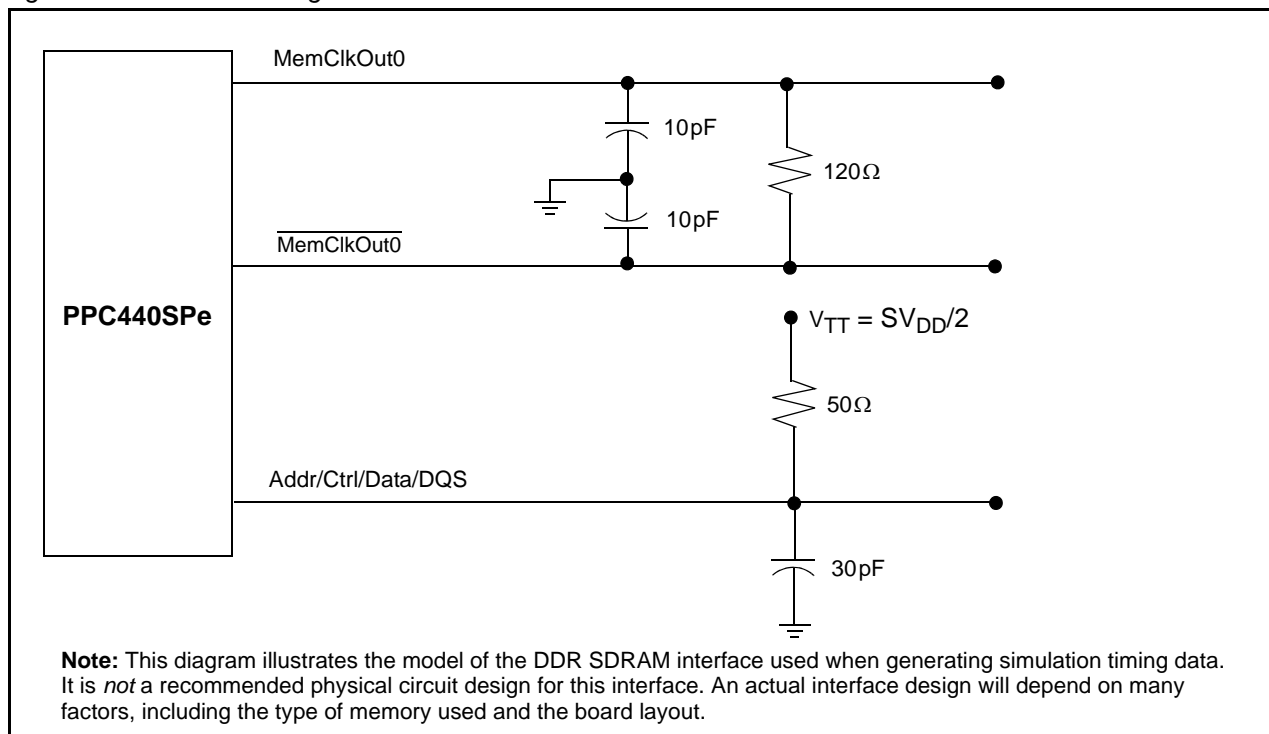 MemClkOut0
10pF
120Ω
10pF
MemClkOut0
PPC440SPe
VTT = SVDD/2
50Ω
Addr/Ctrl/Data/DQS
30pF
Note: This diagram illustrates the model of the DDR SDRAM interface used when generating simulation timing data.
It is not a recommended physical circuit design for this interface. An actual interface design will depend on many
factors, including the type of memory used and the board layout.